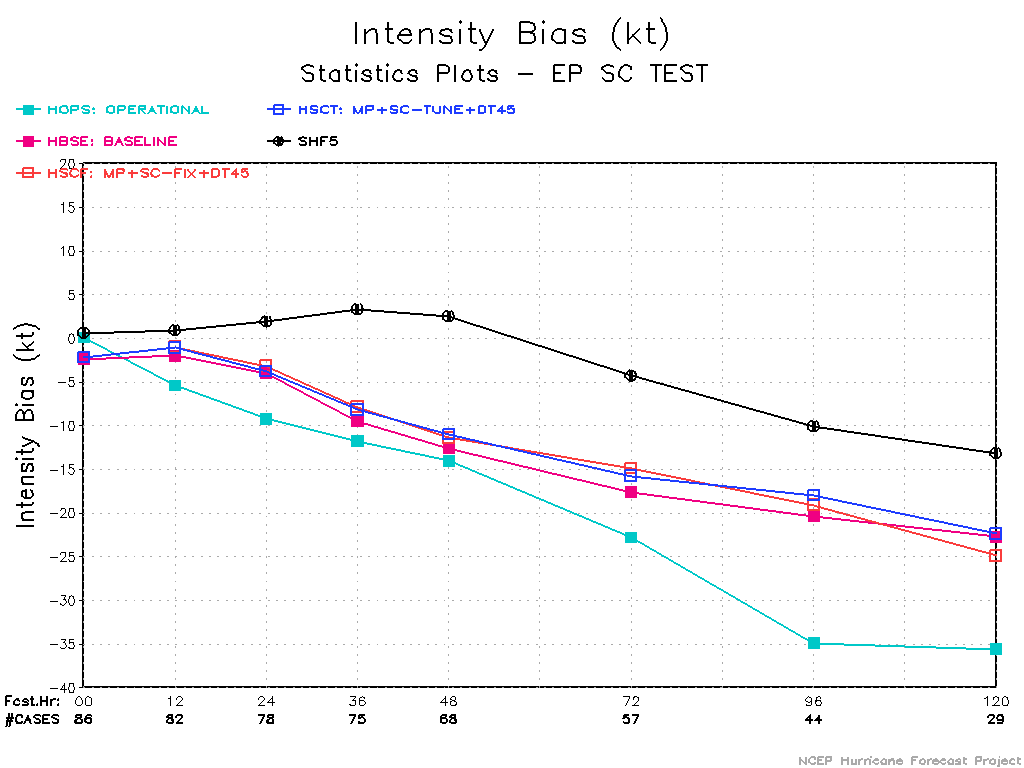 Intensity Bias (kt)
Statistics Plots - EP SC TEST
HOPS: OPERATIONAL
HSCT: MP+SC-TUNE+DT45
HBSE: BASELINE
SHF5
HSCF: MP+SC-FIX+DT45
20
15
10
5
0
-5
-10
-15
-20
-25
-30
-35
-40
Intensity Bias (kt)
Fcst.Hr: 00 12 24 36 48 72 96 120
#CASES 86 82 78 75 68 57 44 29
NCEP Hurricane Forecast Project